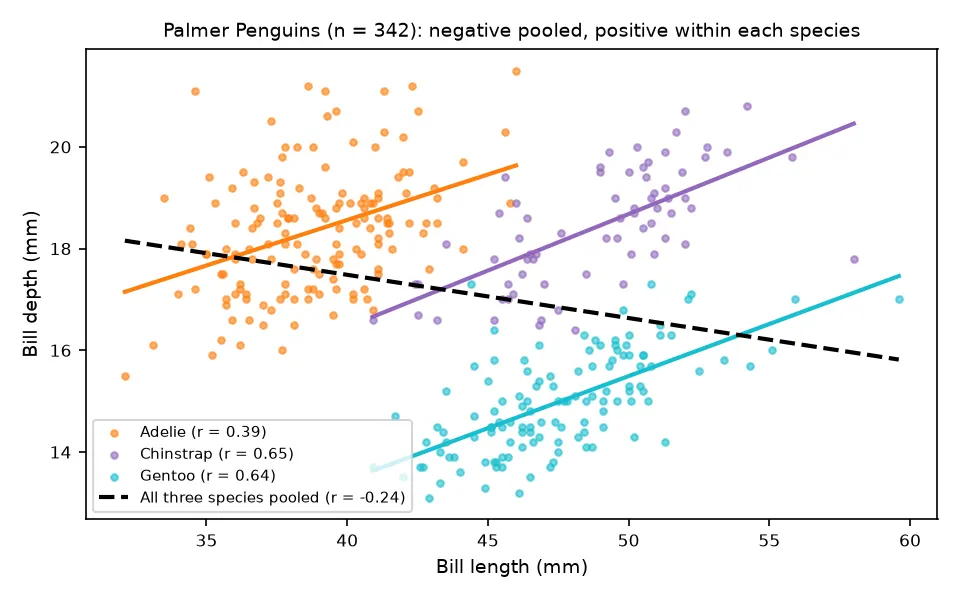 Palmer Penguins (n = 342): negative pooled, positive within each species
Bill depth (mm)
20
18
16
14
Adelie (r = 0.39)
Chinstrap (r = 0.65)
Gentoo (r = 0.64)
All three species pooled (r = -0.24)
35 40 45 50 55 60
Bill length (mm)